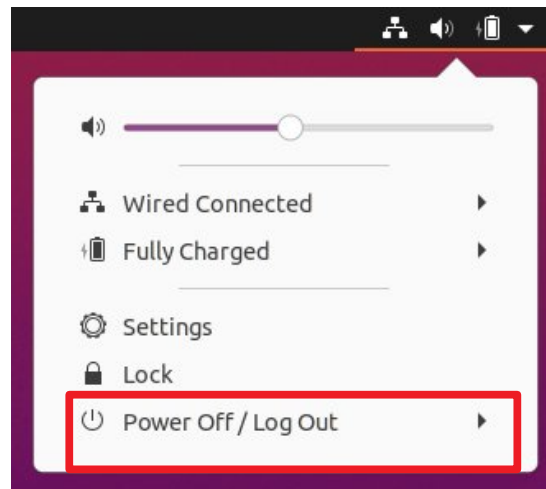 Wired Connected
Fully Charged
Settings
Lock
Power Off / Log Out